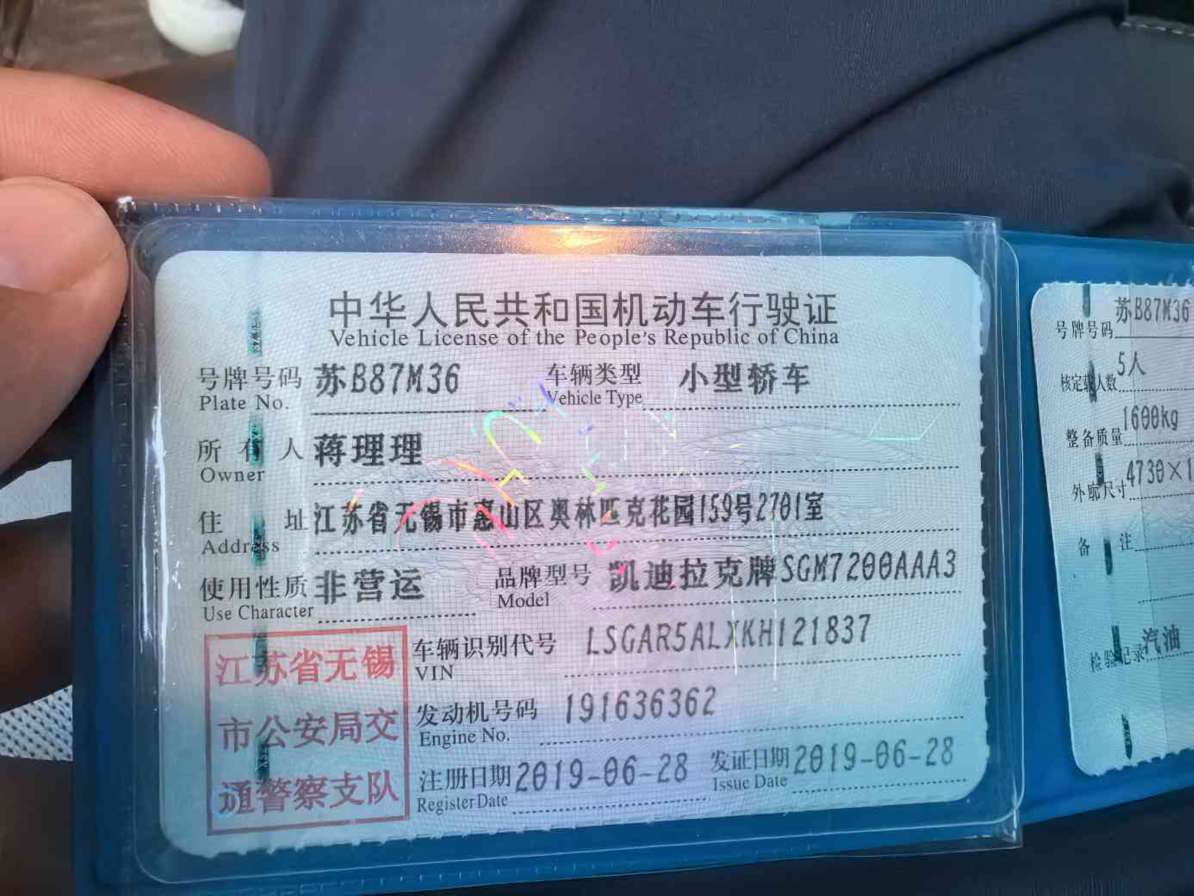 中华人民共和国机动车行驶证
Vehicle License of the People's Republic of China
号牌号码 苏B87M36 车辆类型 小型轿车
Plate No. Vehicle Type
所有人 蒋理理
Owner
住址 江苏省无锡市惠山区奥林匹克花园159号2701室
Address
使用性质 非营运 品牌型号 凯迪拉克牌SGM7200AAA3
Use Character Model
江苏省无锡
市公安局交
通警察支队
车辆识别代号 LSGAR5ALXKH121837
VIN
发动机号码 191636362
Engine No.
注册日期 2019-06-28 发证日期 2019-06-28
Register Date Issue Date
号牌号码 苏B87M36
核定载人数 5人
整备质量 1600kg
外廓尺寸 4730×1
备注
检验记录 汽油